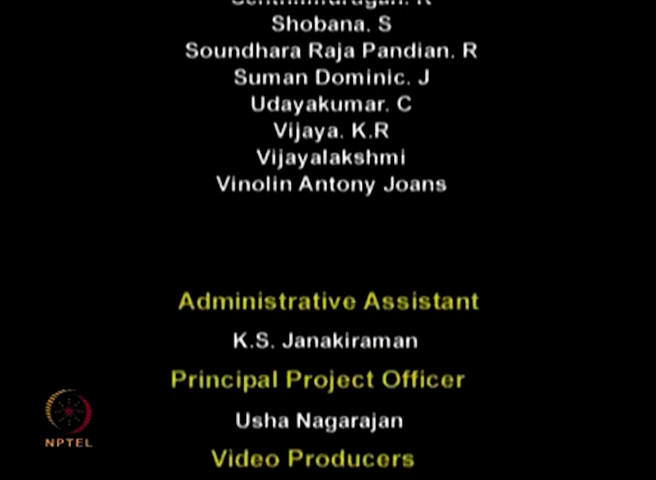 Shobana. S
Soundhara Raja Pandian. R
Suman Dominic. J
Udayakumar. C
Vijaya. K.R
Vijayalakshmi
Vinolin Antony Joans
Administrative Assistant
K.S. Janakiraman
Principal Project Officer
Usha Nagarajan
NPTEL
Video Producers